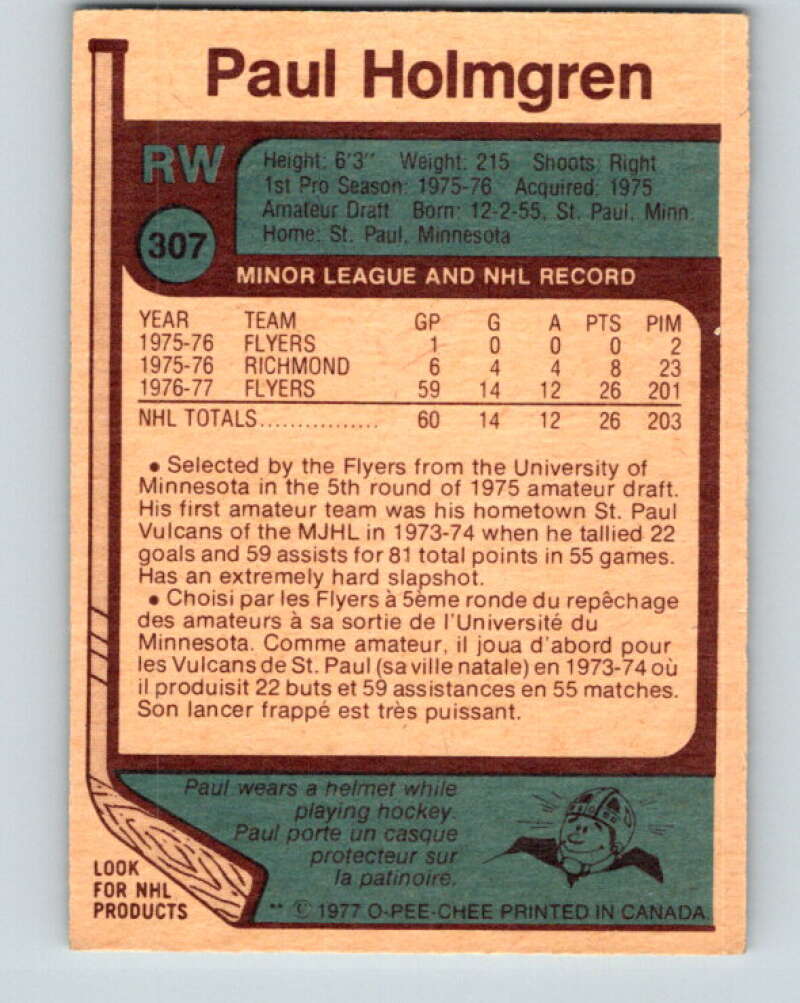 Paul Holmgren
RW
Height: 6'3" Weight: 215 Shoots: Right
1st Pro Season: 1975-76 Acquired: 1975
Amateur Draft Born: 12-2-55, St. Paul, Minn.
Home: St. Paul, Minnesota
307
MINOR LEAGUE AND NHL RECORD
YEAR TEAM GP G A PTS PIM
1975-76 FLYERS 1 0 0 0 2
1975-76 RICHMOND 6 4 4 8 23
1976-77 FLYERS 59 14 12 26 201
NHL TOTALS................ 60 14 12 26 203
• Selected by the Flyers from the University of
Minnesota in the 5th round of 1975 amateur draft.
His first amateur team was his hometown St. Paul
Vulcans of the MJHL in 1973-74 when he tallied 22
goals and 59 assists for 81 total points in 55 games.
Has an extremely hard slapshot.
• Choisi par les Flyers à 5ème ronde du repêchage
des amateurs à sa sortie de l'Université du
Minnesota. Comme amateur, il joua d'abord pour
les Vulcans de St. Paul (sa ville natale) en 1973-74 où
il produisit 22 buts et 59 assistances en 55 matches.
Son lancer frappé est très puissant.
Paul wears a helmet while
playing hockey.
Paul porte un casque
protecteur sur
la patinoire.
LOOK
FOR NHL
PRODUCTS
** © 1977 O-PEE-CHEE PRINTED IN CANADA.